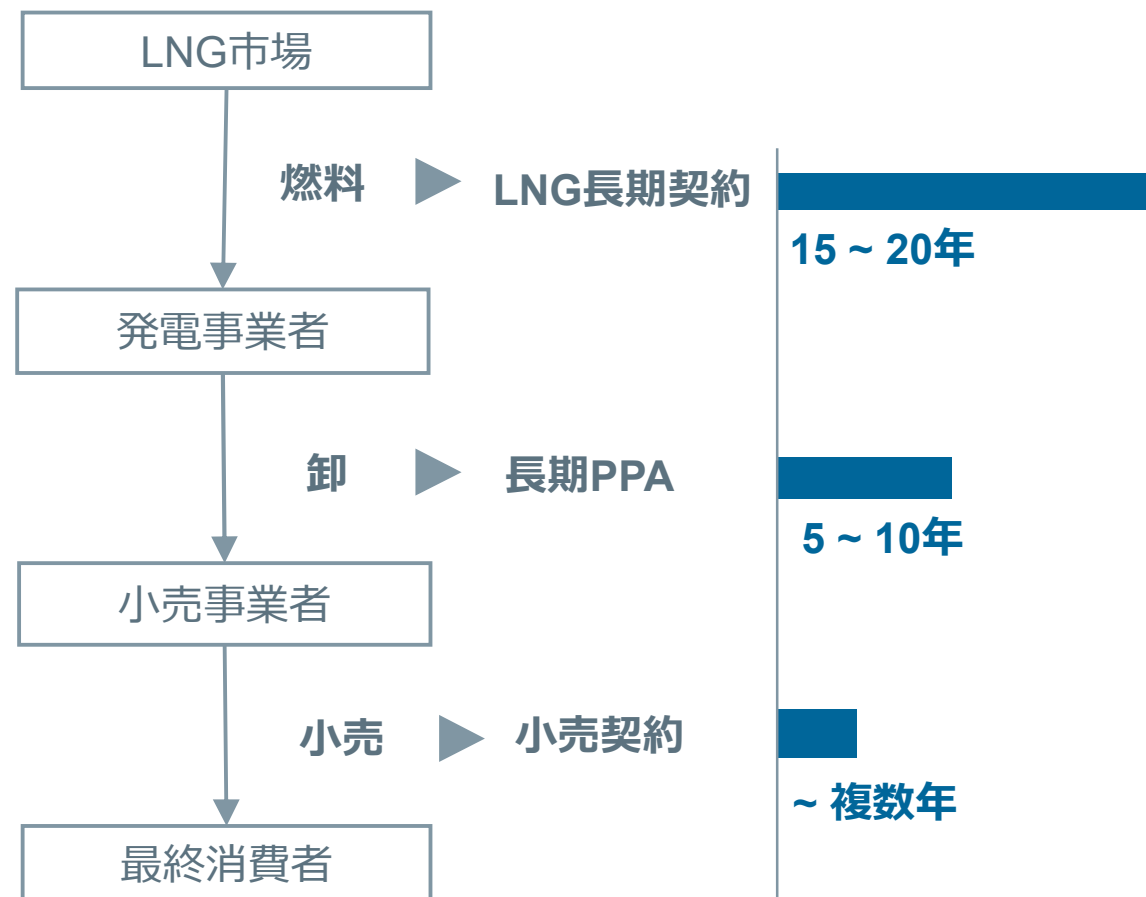 LNG市場
燃料
LNG長期契約
15 ~ 20年
発電事業者
卸
長期PPA
5 ~ 10年
小売事業者
小売
小売契約
~ 複数年
最終消費者